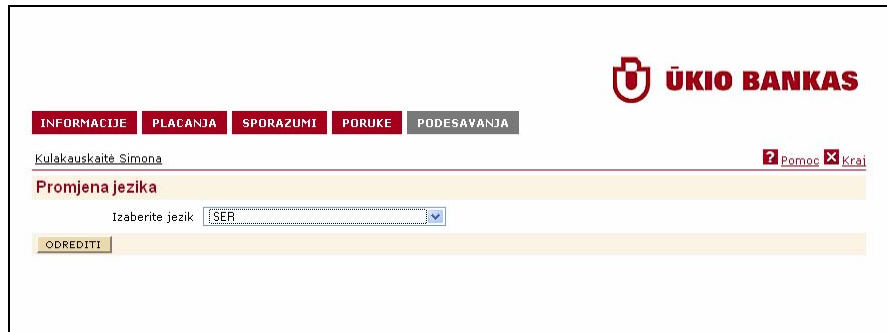 ŪKIO BANKAS
INFORMACIJE PLACANJA SPORAZUMI PORUKE PODESAVANJA
Kulakauskaitė Simona ? Pomoc X Kraj
Promjena jezika
Izaberite jezik SER
ODREDITI